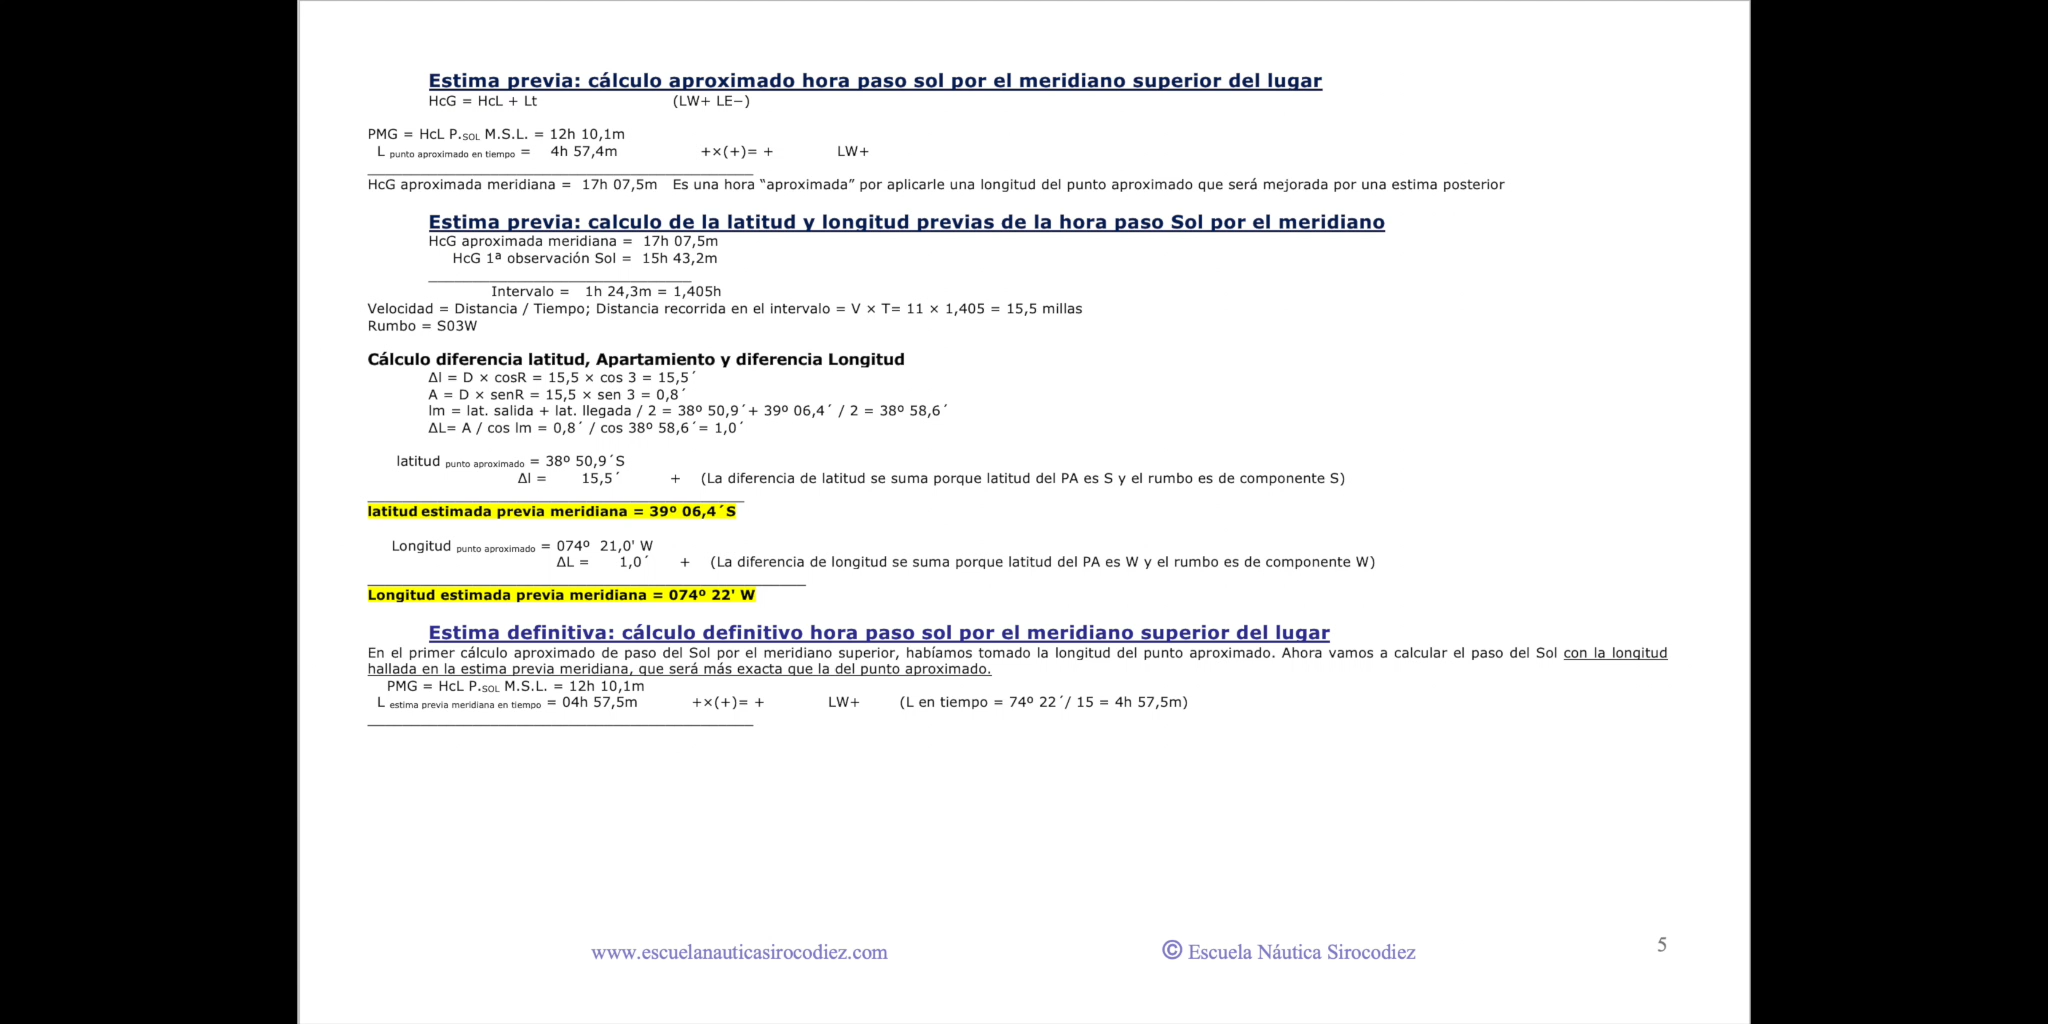 Estima previa: cálculo aproximado hora paso sol por el meridiano superior del lugar
HcG = HcL + Lt (LW+ LE−)
PMG = HcL P.SOL M.S.L. = 12h 10,1m
L punto aproximado en tiempo = 4h 57,4m +×(+)= + LW+
HcG aproximada meridiana = 17h 07,5m Es una hora “aproximada” por aplicarle una longitud del punto aproximado que será mejorada por una estima posterior
Estima previa: calculo de la latitud y longitud previas de la hora paso Sol por el meridiano
HcG aproximada meridiana = 17h 07,5m
HcG 1ª observación Sol = 15h 43,2m
Intervalo = 1h 24,3m = 1,405h
Velocidad = Distancia / Tiempo; Distancia recorrida en el intervalo = V × T= 11 × 1,405 = 15,5 millas
Rumbo = S03W
Cálculo diferencia latitud, Apartamiento y diferencia Longitud
Δl = D × cosR = 15,5 × cos 3 = 15,5´
A = D × senR = 15,5 × sen 3 = 0,8´
lm = lat. salida + lat. llegada / 2 = 38º 50,9´+ 39º 06,4´ / 2 = 38º 58,6´
ΔL= A / cos lm = 0,8´ / cos 38º 58,6´= 1,0´
latitud punto aproximado = 38º 50,9´S
Δl = 15,5´ + (La diferencia de latitud se suma porque latitud del PA es S y el rumbo es de componente S)
latitud estimada previa meridiana = 39º 06,4´S
Longitud punto aproximado = 074º 21,0' W
ΔL = 1,0´ + (La diferencia de longitud se suma porque latitud del PA es W y el rumbo es de componente W)
Longitud estimada previa meridiana = 074º 22' W
Estima definitiva: cálculo definitivo hora paso sol por el meridiano superior del lugar
En el primer cálculo aproximado de paso del Sol por el meridiano superior, habíamos tomado la longitud del punto aproximado. Ahora vamos a calcular el paso del Sol con la longitud
hallada en la estima previa meridiana, que será más exacta que la del punto aproximado.
PMG = HcL P.SOL M.S.L. = 12h 10,1m
L estima previa meridiana en tiempo = 04h 57,5m +×(+)= + LW+ (L en tiempo = 74º 22´/ 15 = 4h 57,5m)
www.escuelanauticasirocodiez.com © Escuela Náutica Sirocodiez 5